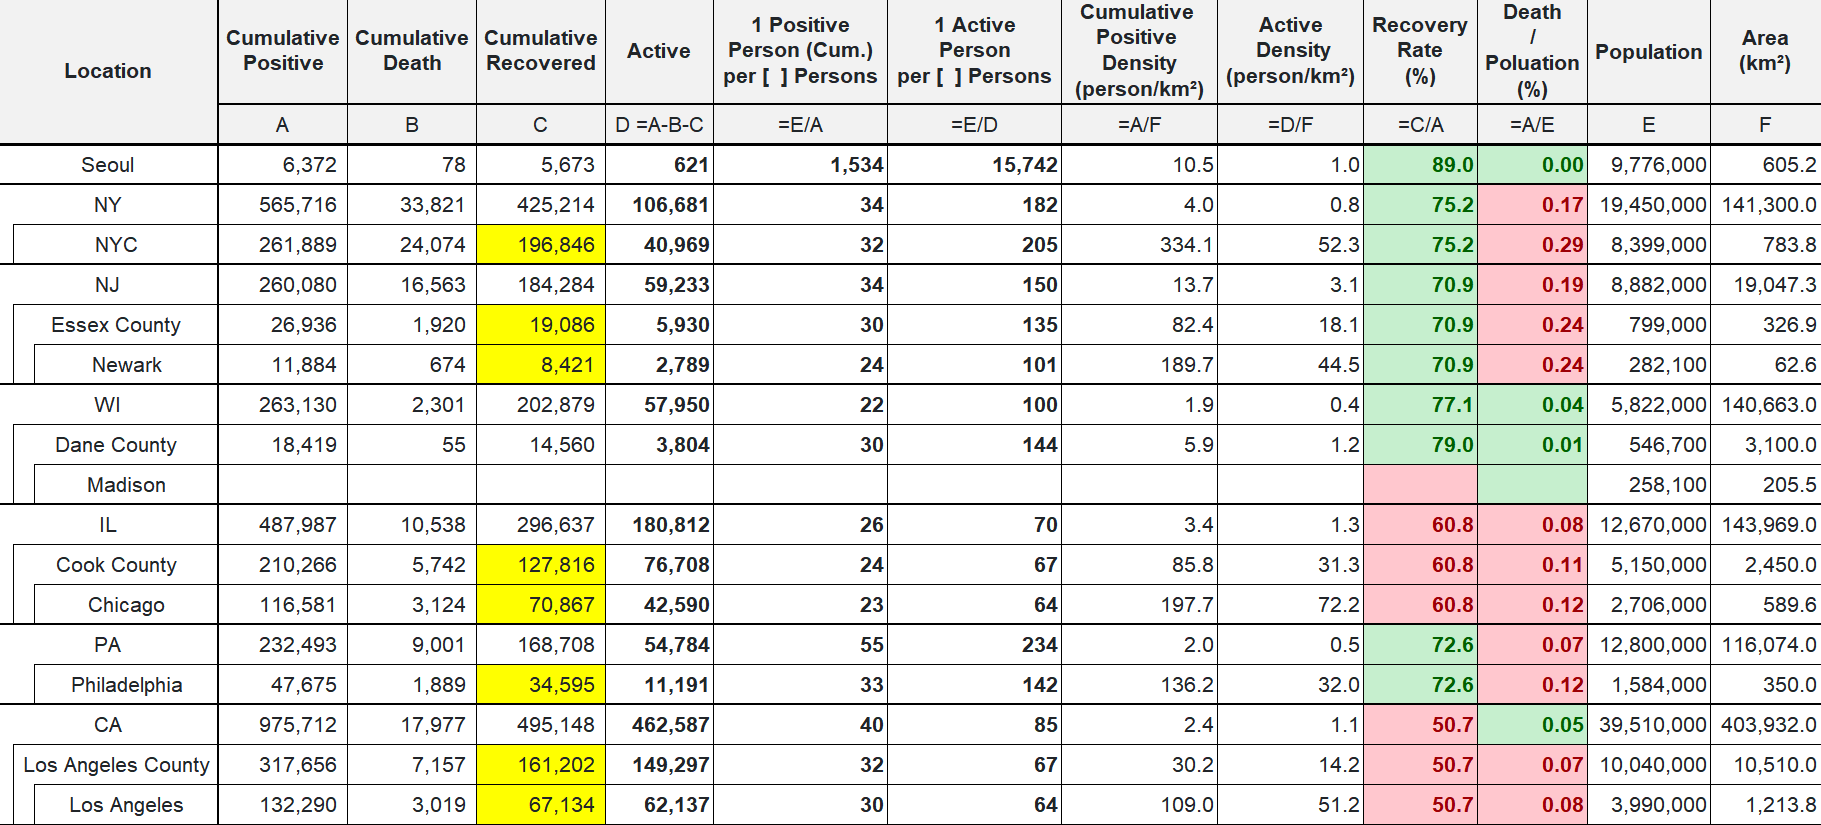 Location | Cumulative Positive | Cumulative Death | Cumulative Recovered | Active | 1 Positive Person (Cum.) per [ ] Persons | 1 Active Person per [ ] Persons | Cumulative Positive Density (person/km²) | Active Density (person/km²) | Recovery Rate (%) | Death / Poluation (%) | Population | Area (km²)
A | B | C | D =A-B-C | =E/A | =E/D | =A/F | =D/F | =C/A | =A/E | E | F
Seoul | 6,372 | 78 | 5,673 | 621 | 1,534 | 15,742 | 10.5 | 1.0 | 89.0 | 0.00 | 9,776,000 | 605.2
NY | 565,716 | 33,821 | 425,214 | 106,681 | 34 | 182 | 4.0 | 0.8 | 75.2 | 0.17 | 19,450,000 | 141,300.0
NYC | 261,889 | 24,074 | 196,846 | 40,969 | 32 | 205 | 334.1 | 52.3 | 75.2 | 0.29 | 8,399,000 | 783.8
NJ | 260,080 | 16,563 | 184,284 | 59,233 | 34 | 150 | 13.7 | 3.1 | 70.9 | 0.19 | 8,882,000 | 19,047.3
Essex County | 26,936 | 1,920 | 19,086 | 5,930 | 30 | 135 | 82.4 | 18.1 | 70.9 | 0.24 | 799,000 | 326.9
Newark | 11,884 | 674 | 8,421 | 2,789 | 24 | 101 | 189.7 | 44.5 | 70.9 | 0.24 | 282,100 | 62.6
WI | 263,130 | 2,301 | 202,879 | 57,950 | 22 | 100 | 1.9 | 0.4 | 77.1 | 0.04 | 5,822,000 | 140,663.0
Dane County | 18,419 | 55 | 14,560 | 3,804 | 30 | 144 | 5.9 | 1.2 | 79.0 | 0.01 | 546,700 | 3,100.0
Madison | 258,100 | 205.5
IL | 487,987 | 10,538 | 296,637 | 180,812 | 26 | 70 | 3.4 | 1.3 | 60.8 | 0.08 | 12,670,000 | 143,969.0
Cook County | 210,266 | 5,742 | 127,816 | 76,708 | 24 | 67 | 85.8 | 31.3 | 60.8 | 0.11 | 5,150,000 | 2,450.0
Chicago | 116,581 | 3,124 | 70,867 | 42,590 | 23 | 64 | 197.7 | 72.2 | 60.8 | 0.12 | 2,706,000 | 589.6
PA | 232,493 | 9,001 | 168,708 | 54,784 | 55 | 234 | 2.0 | 0.5 | 72.6 | 0.07 | 12,800,000 | 116,074.0
Philadelphia | 47,675 | 1,889 | 34,595 | 11,191 | 33 | 142 | 136.2 | 32.0 | 72.6 | 0.12 | 1,584,000 | 350.0
CA | 975,712 | 17,977 | 495,148 | 462,587 | 40 | 85 | 2.4 | 1.1 | 50.7 | 0.05 | 39,510,000 | 403,932.0
Los Angeles County | 317,656 | 7,157 | 161,202 | 149,297 | 32 | 67 | 30.2 | 14.2 | 50.7 | 0.07 | 10,040,000 | 10,510.0
Los Angeles | 132,290 | 3,019 | 67,134 | 62,137 | 30 | 64 | 109.0 | 51.2 | 50.7 | 0.08 | 3,990,000 | 1,213.8